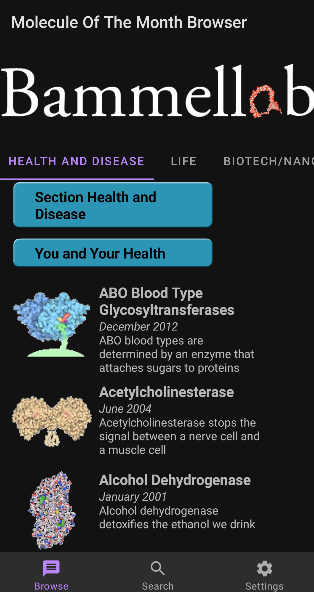 Molecule Of The Month Browser
Bammellab
HEALTH AND DISEASE LIFE BIOTECH/NANO
Section Health and
Disease
You and Your Health
ABO Blood Type
Glycosyltransferases
December 2012
ABO blood types are
determined by an enzyme that
attaches sugars to proteins
Acetylcholinesterase
June 2004
Acetylcholinesterase stops the
signal between a nerve cell and
a muscle cell
Alcohol Dehydrogenase
January 2001
Alcohol dehydrogenase
detoxifies the ethanol we drink
Browse Search Settings